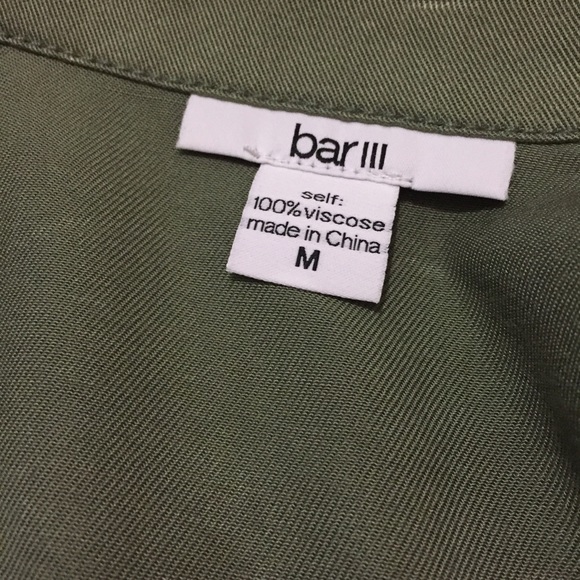 bar III
self:
100% viscose
made in China
M